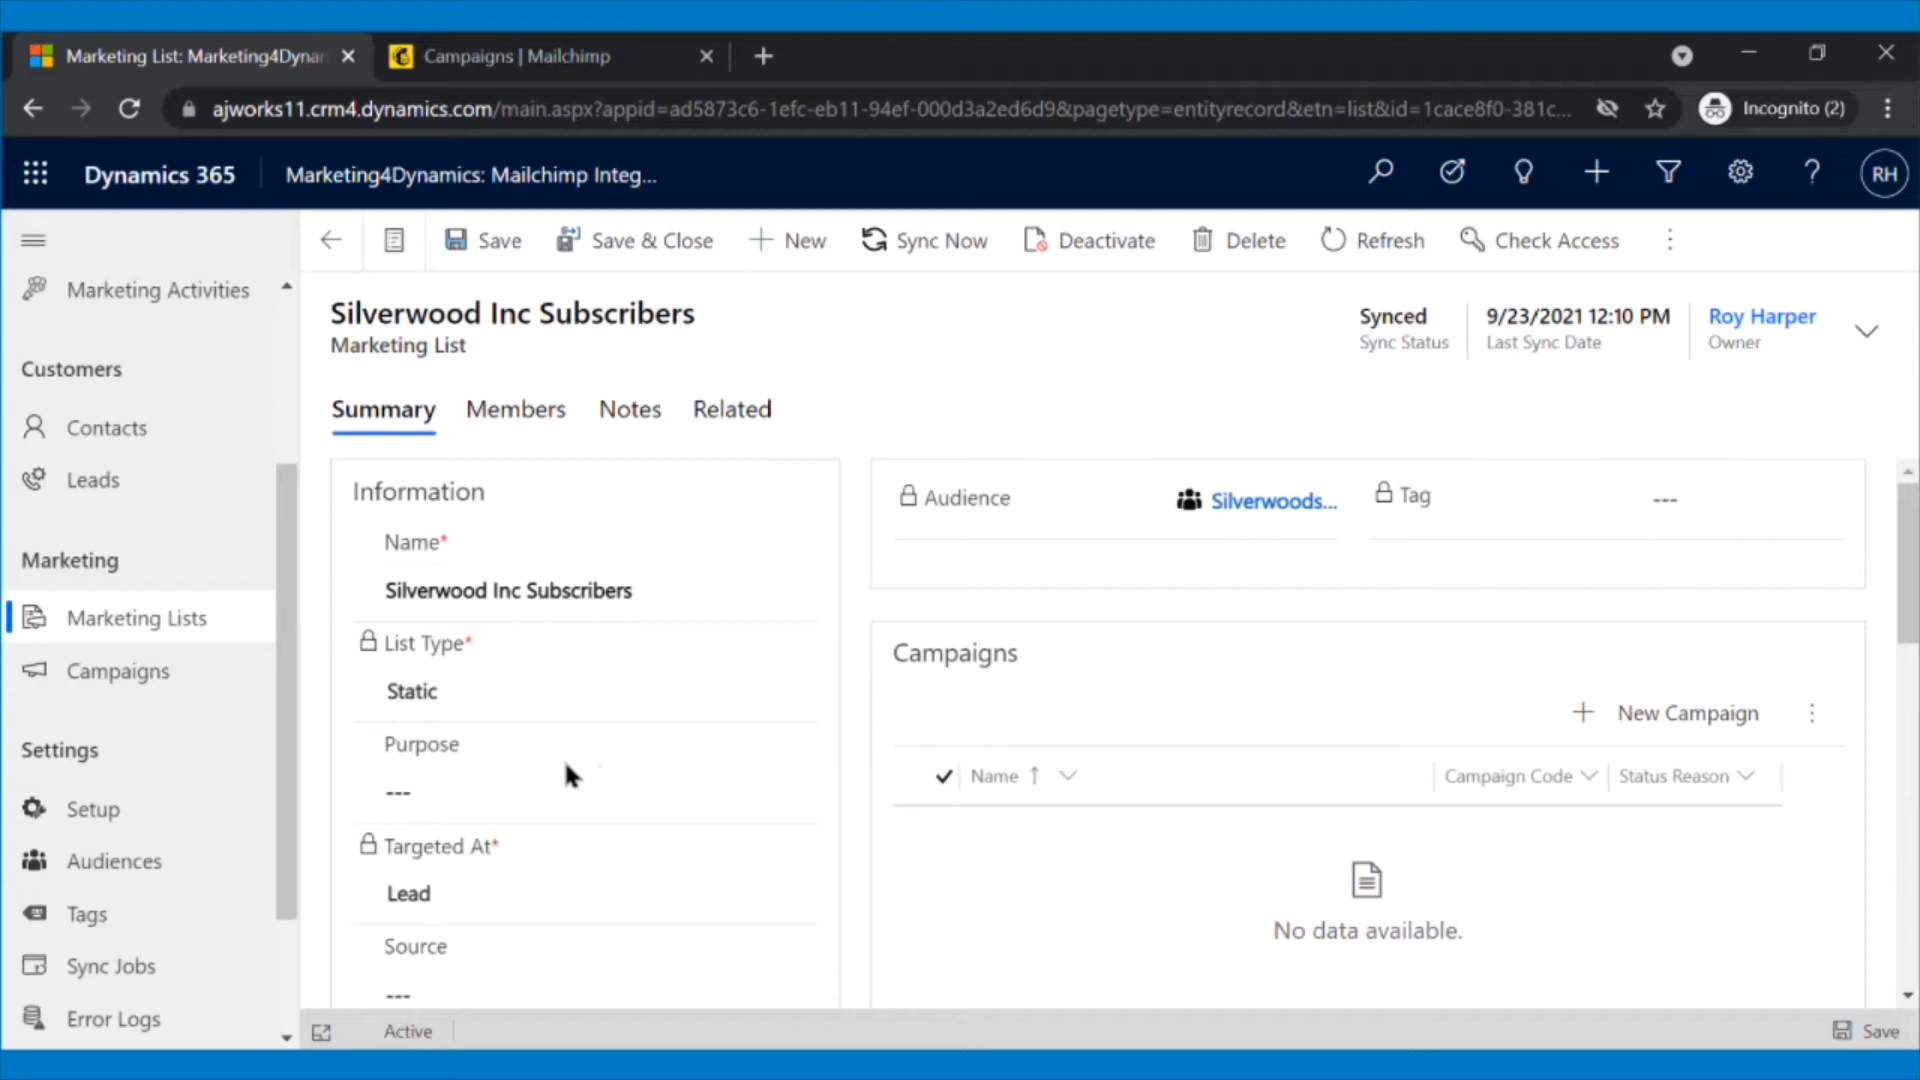 Marketing List: Marketing4Dynar
Campaigns | Mailchimp
ajworks11.crm4.dynamics.com/main.aspx?appid=ad5873c6-1efc-eb11-94ef-000d3a2ed6d9&pagetype=entityrecord&etn=list&id=1cace8f0-381c...
Incognito (2)
Dynamics 365
Marketing4Dynamics: Mailchimp Integ...
RH
Save
Save & Close
New
Sync Now
Deactivate
Delete
Refresh
Check Access
Marketing Activities
Customers
Contacts
Leads
Marketing
Marketing Lists
Campaigns
Settings
Setup
Audiences
Tags
Sync Jobs
Error Logs
Silverwood Inc Subscribers
Marketing List
Synced
Sync Status
9/23/2021 12:10 PM
Last Sync Date
Roy Harper
Owner
Summary
Members
Notes
Related
Information
Name*
Silverwood Inc Subscribers
List Type*
Static
Purpose
---
Targeted At*
Lead
Source
---
Audience
Silverwoods...
Tag
---
Campaigns
New Campaign
Name
Campaign Code
Status Reason
No data available.
Active
Save